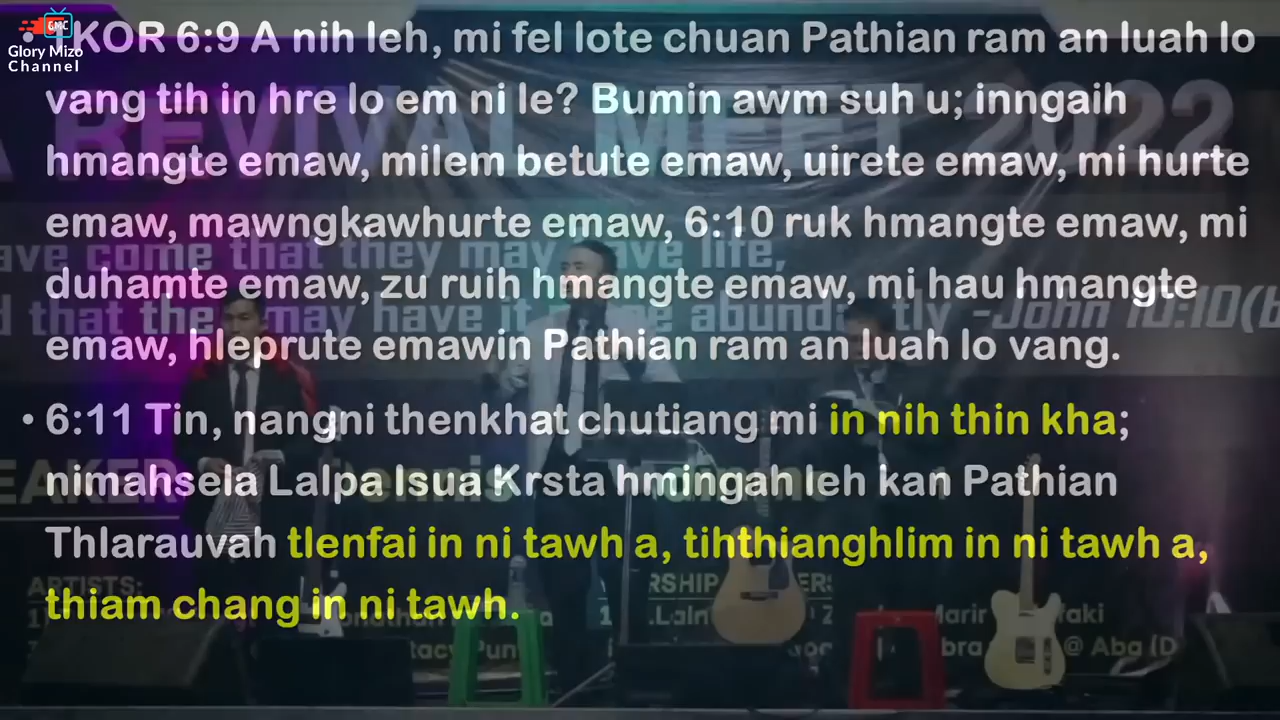 GMC
Glory Mizo
Channel
KOR 6:9 A nih leh, mi fel lote chuan Pathian ram an luah lo
vang tih in hre lo em ni le? Bumin awm suh u; inngaih
hmangte emaw, milem betute emaw, uirete emaw, mi hurte
emaw, mawngkawhurte emaw, 6:10 ruk hmangte emaw, mi
duhamte emaw, zu ruih hmangte emaw, mi hau hmangte
emaw, hleprute emawin Pathian ram an luah lo vang.
• 6:11 Tin, nangni thenkhat chutiang mi in nih thin kha;
nimahsela Lalpa Isua Krsta hmingah leh kan Pathian
Thlarauvah tlenfai in ni tawh a, tihthianghlim in ni tawh a,
thiam chang in ni tawh.
REVIVAL MEET 2022
come that they may have life,
that they may have it -John 10:10(b
ARTISTS:
@ Aba (D